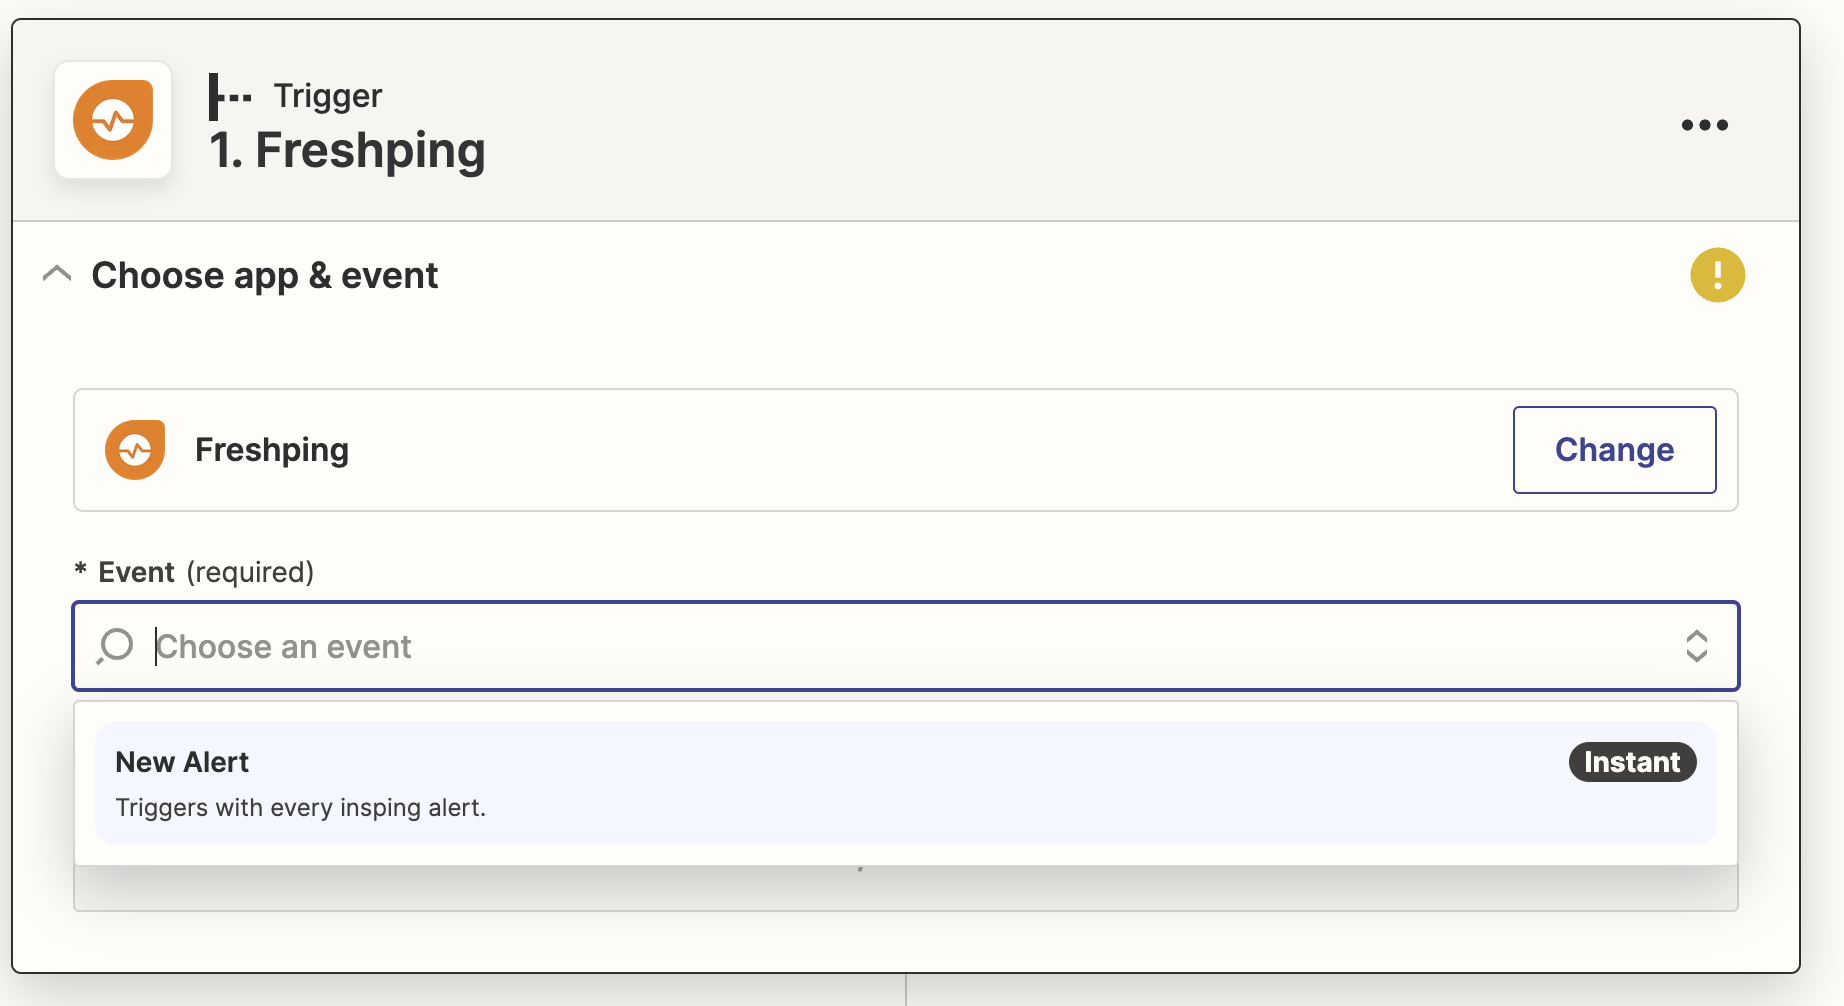 Trigger
1. Freshping
Choose app & event
Freshping
Change
* Event (required)
Choose an event
New Alert
Instant
Triggers with every insping alert.